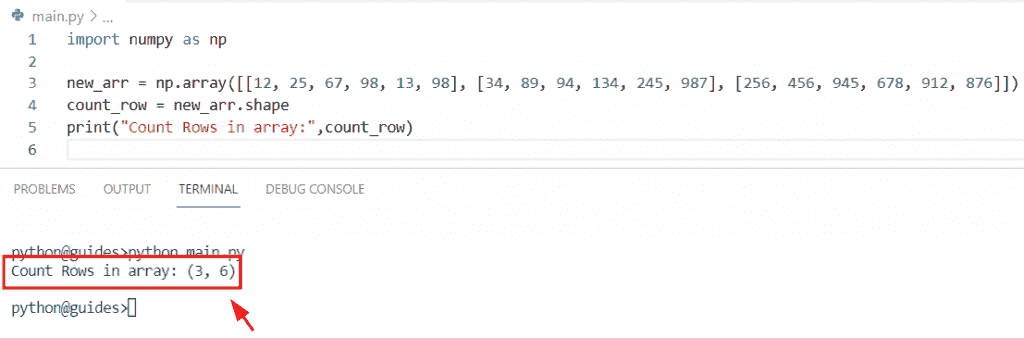 main.py > ...
1 import numpy as np
2
3 new_arr = np.array([[12, 25, 67, 98, 13, 98], [34, 89, 94, 134, 245, 987], [256, 456, 945, 678, 912, 876]])
4 count_row = new_arr.shape
5 print("Count Rows in array:",count_row)
6
PROBLEMS OUTPUT TERMINAL DEBUG CONSOLE
python@guides>python main.py
Count Rows in array: (3, 6)
python@guides>